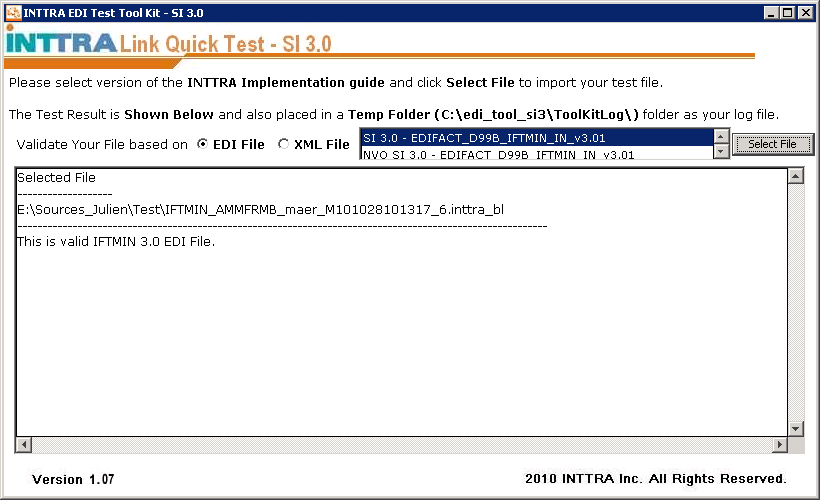 INTTRA EDI Test Tool Kit - SI 3.0
INTTRA Link Quick Test - SI 3.0
Please select version of the INTTRA Implementation guide and click Select File to import your test file.
The Test Result is Shown Below and also placed in a Temp Folder (C:\edi_tool_si3\ToolKitLog\) folder as your log file.
Validate Your File based on EDI File XML File
SI 3.0 - EDIFACT_D99B_IFTMIN_IN_v3.01
NVO SI 3.0 - EDIFACT_D99B_IFTMIN_IN_v3.01
Select File
Selected File
-------------------
E:\Sources_Julien\Test\IFTMIN_AMMFRMB_maer_M101028101317_6.inttra_bl
----------------------------------------------------------------------------------------------------------
This is valid IFTMIN 3.0 EDI File.
Version 1.07
2010 INTTRA Inc. All Rights Reserved.